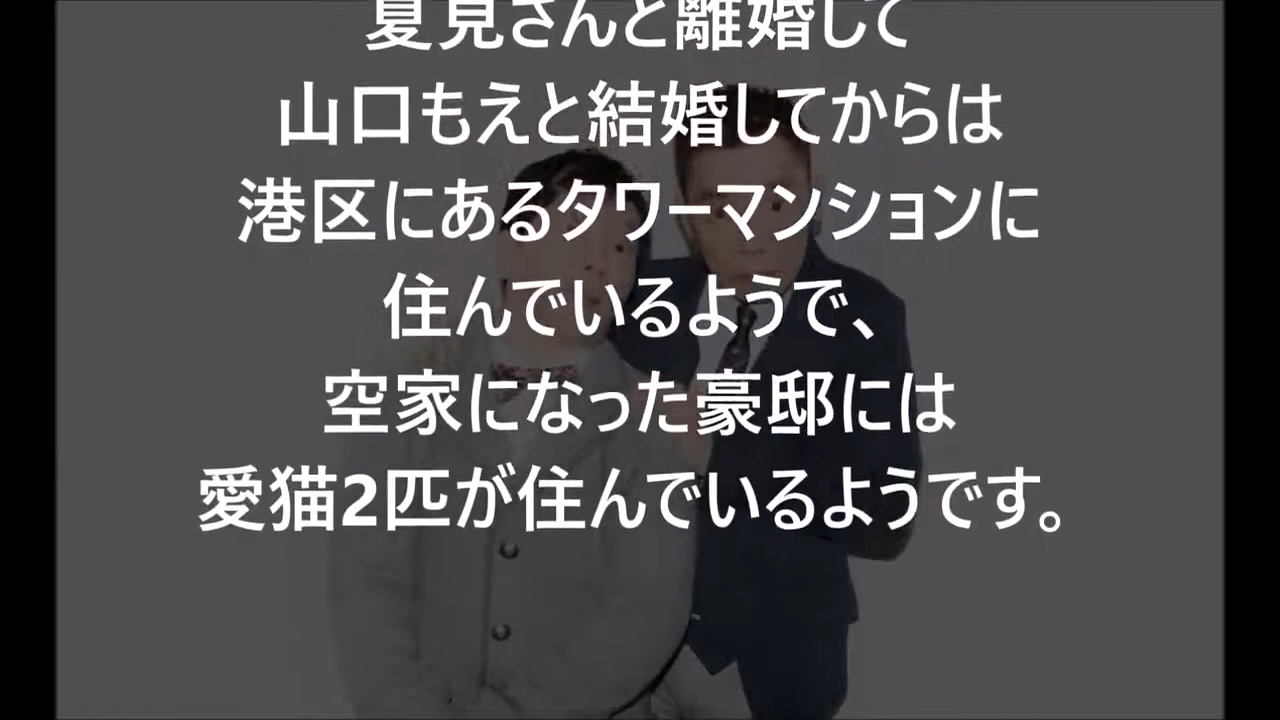 夏見さんと離婚して
山口もえと結婚してからは
港区にあるタワーマンションに
住んでいるようで、
空家になった豪邸には
愛猫2匹が住んでいるようです。